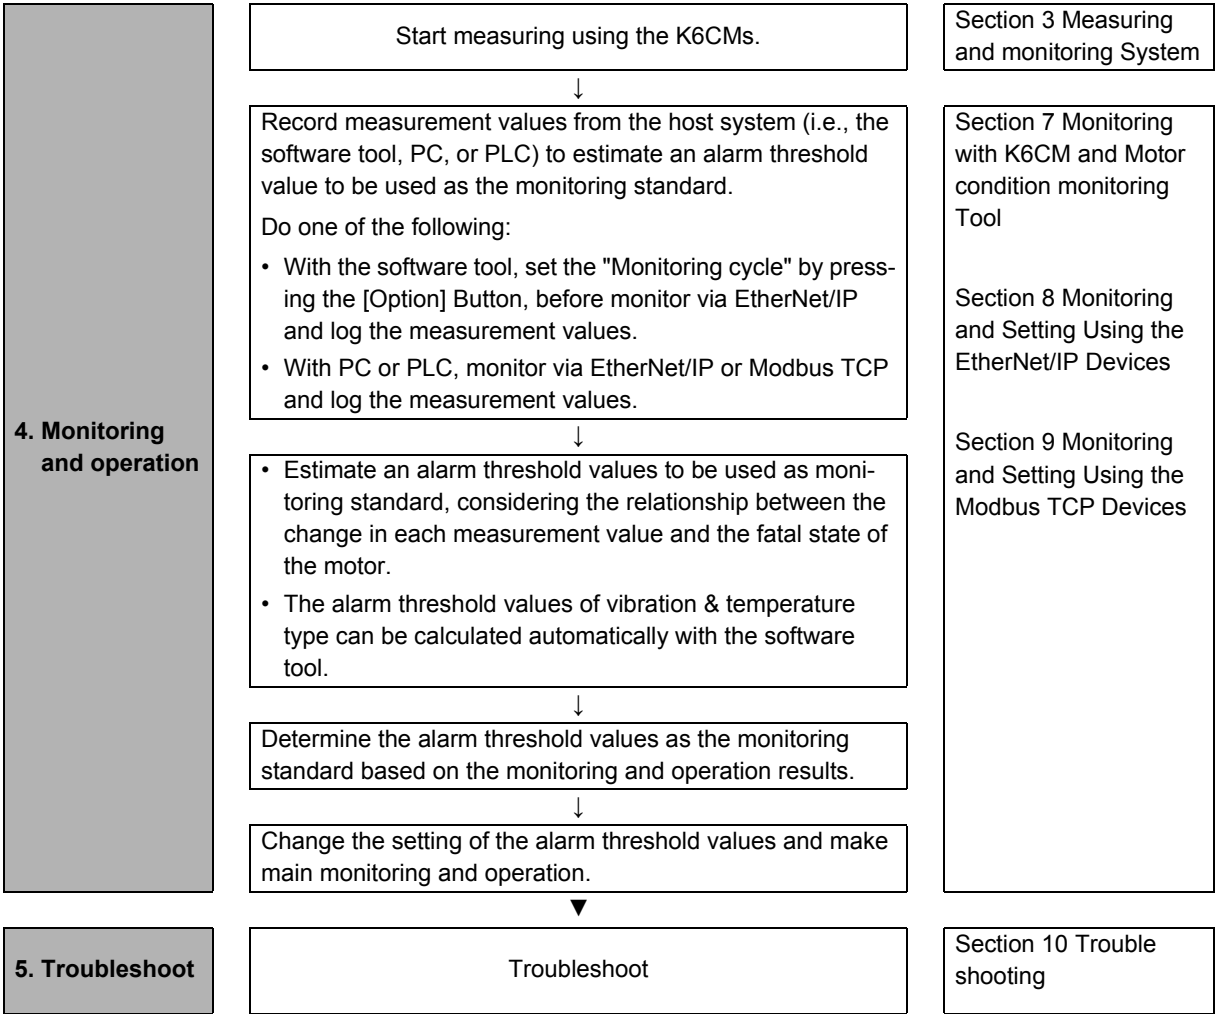 Start measuring using the K6CMs.
Section 3 Measuring
and monitoring System
↓
Record measurement values from the host system (i.e., the
software tool, PC, or PLC) to estimate an alarm threshold
value to be used as the monitoring standard.
Do one of the following:
• With the software tool, set the "Monitoring cycle" by press-
ing the [Option] Button, before monitor via EtherNet/IP
and log the measurement values.
• With PC or PLC, monitor via EtherNet/IP or Modbus TCP
and log the measurement values.
Section 7 Monitoring
with K6CM and Motor
condition monitoring
Tool
Section 8 Monitoring
and Setting Using the
EtherNet/IP Devices
Section 9 Monitoring
and Setting Using the
Modbus TCP Devices
4. Monitoring
and operation
↓
• Estimate an alarm threshold values to be used as moni-
toring standard, considering the relationship between the
change in each measurement value and the fatal state of
the motor.
• The alarm threshold values of vibration & temperature
type can be calculated automatically with the software
tool.
↓
Determine the alarm threshold values as the monitoring
standard based on the monitoring and operation results.
↓
Change the setting of the alarm threshold values and make
main monitoring and operation.
▼
5. Troubleshoot
Troubleshoot
Section 10 Trouble
shooting